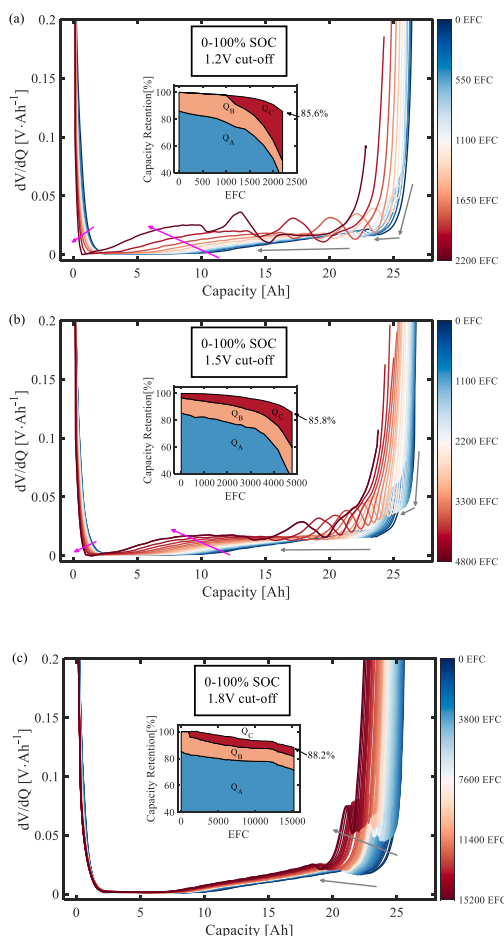 (a)
0-100% SOC
1.2V cut-off
0.2
0.15
0.1
0.05
0
dV/dQ [V·Ah⁻¹]
0
5
10
15
20
25
Capacity [Ah]
Capacity Retention[%]
100
80
60
40
0
500
1000
1500
2000
2500
EFC
Q_A
Q_B
Q_C
85.6%
0 EFC
550 EFC
1100 EFC
1650 EFC
2200 EFC
(b)
0-100% SOC
1.5V cut-off
0.2
0.15
0.1
0.05
0
dV/dQ [V·Ah⁻¹]
0
5
10
15
20
25
Capacity [Ah]
Capacity Retention[%]
100
80
60
40
0
1000
2000
3000
4000
5000
EFC
Q_A
Q_B
Q_C
85.8%
0 EFC
1100 EFC
2200 EFC
3300 EFC
4800 EFC
(c)
0-100% SOC
1.8V cut-off
0.2
0.15
0.1
0.05
0
dV/dQ [V·Ah⁻¹]
0
5
10
15
20
25
Capacity [Ah]
Capacity Retention[%]
100
80
60
40
0
5000
10000
15000
EFC
Q_A
Q_B
Q_C
88.2%
0 EFC
3800 EFC
7600 EFC
11400 EFC
15200 EFC